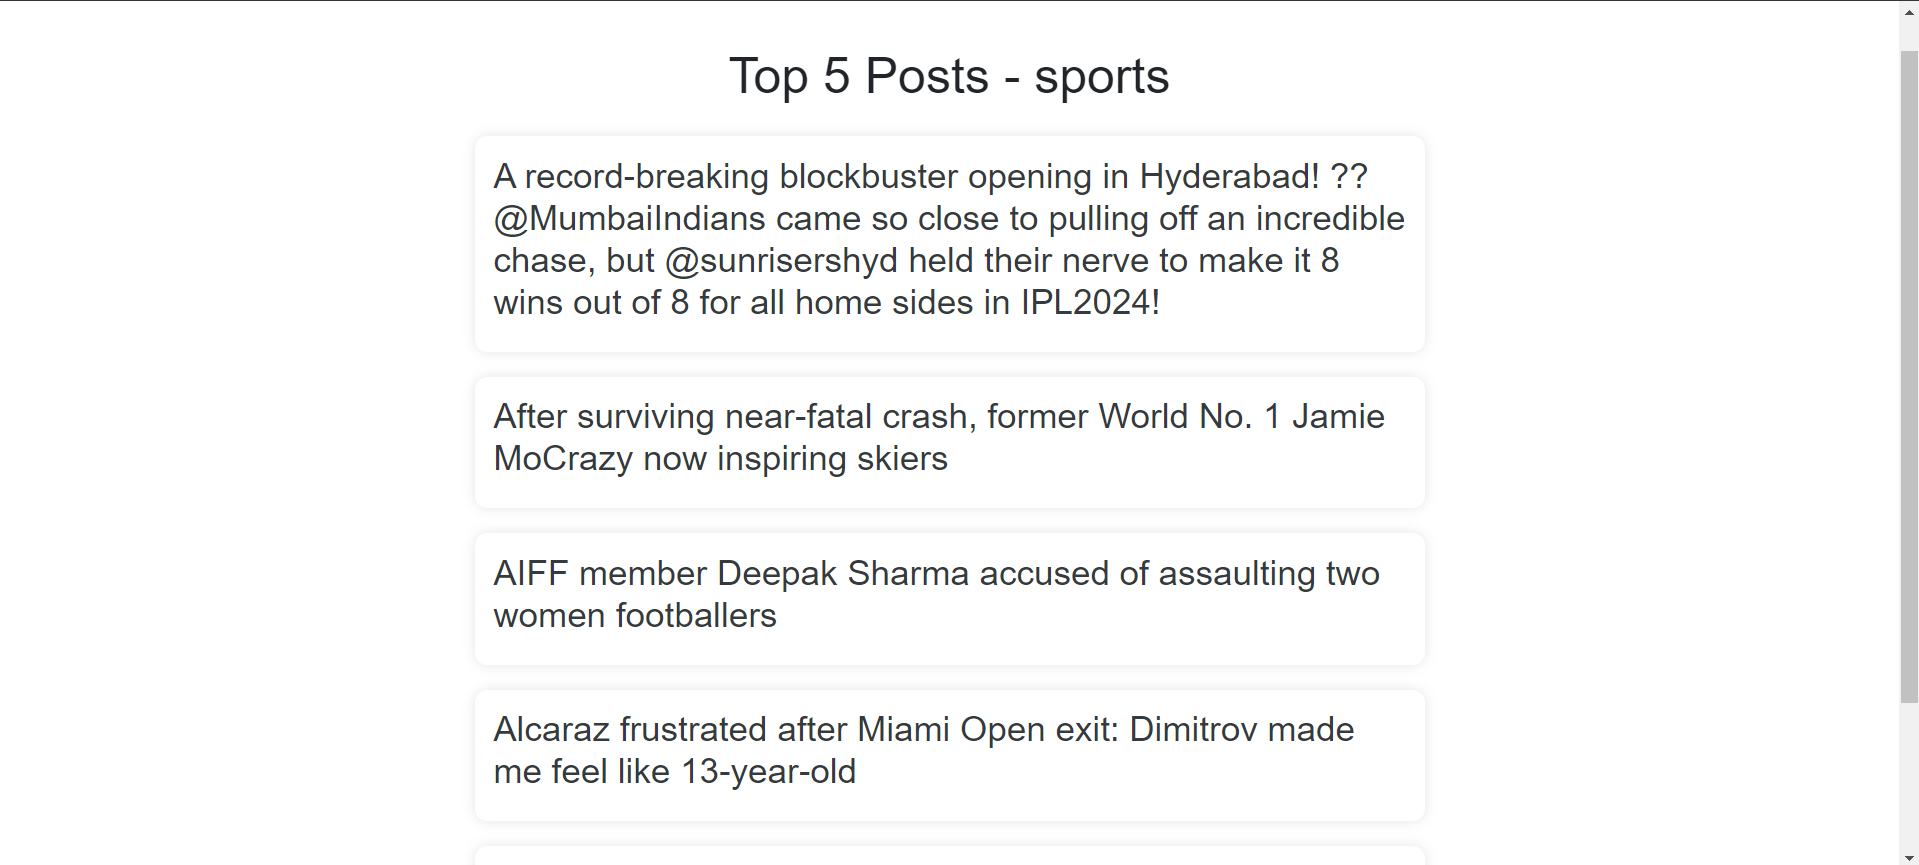 Top 5 Posts - sports
A record-breaking blockbuster opening in Hyderabad! ??
@MumbaiIndians came so close to pulling off an incredible
chase, but @sunrisershyd held their nerve to make it 8
wins out of 8 for all home sides in IPL2024!
After surviving near-fatal crash, former World No. 1 Jamie
MoCrazy now inspiring skiers
AIFF member Deepak Sharma accused of assaulting two
women footballers
Alcaraz frustrated after Miami Open exit: Dimitrov made
me feel like 13-year-old